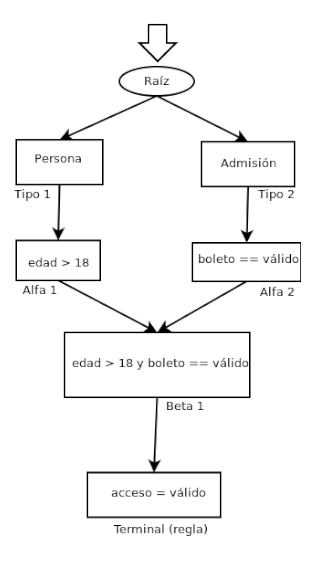 Raíz
Persona
Admisión
Tipo 1
Tipo 2
edad > 18
boleto == válido
Alfa 1
Alfa 2
edad > 18 y boleto == válido
Beta 1
acceso = válido
Terminal (regla)